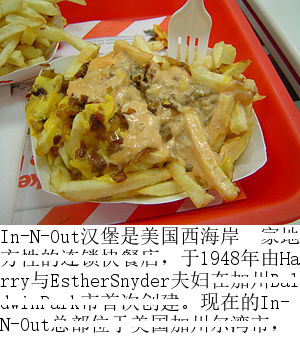 In-N-Out汉堡是美国西海岸 家地
方性的连锁快餐店，于1948年由Ha
rry与EstherSnyder夫妇在加州Bal
dwinPark市首次创建。现在的In-
N-Out总部位于美国加州尔湾市，